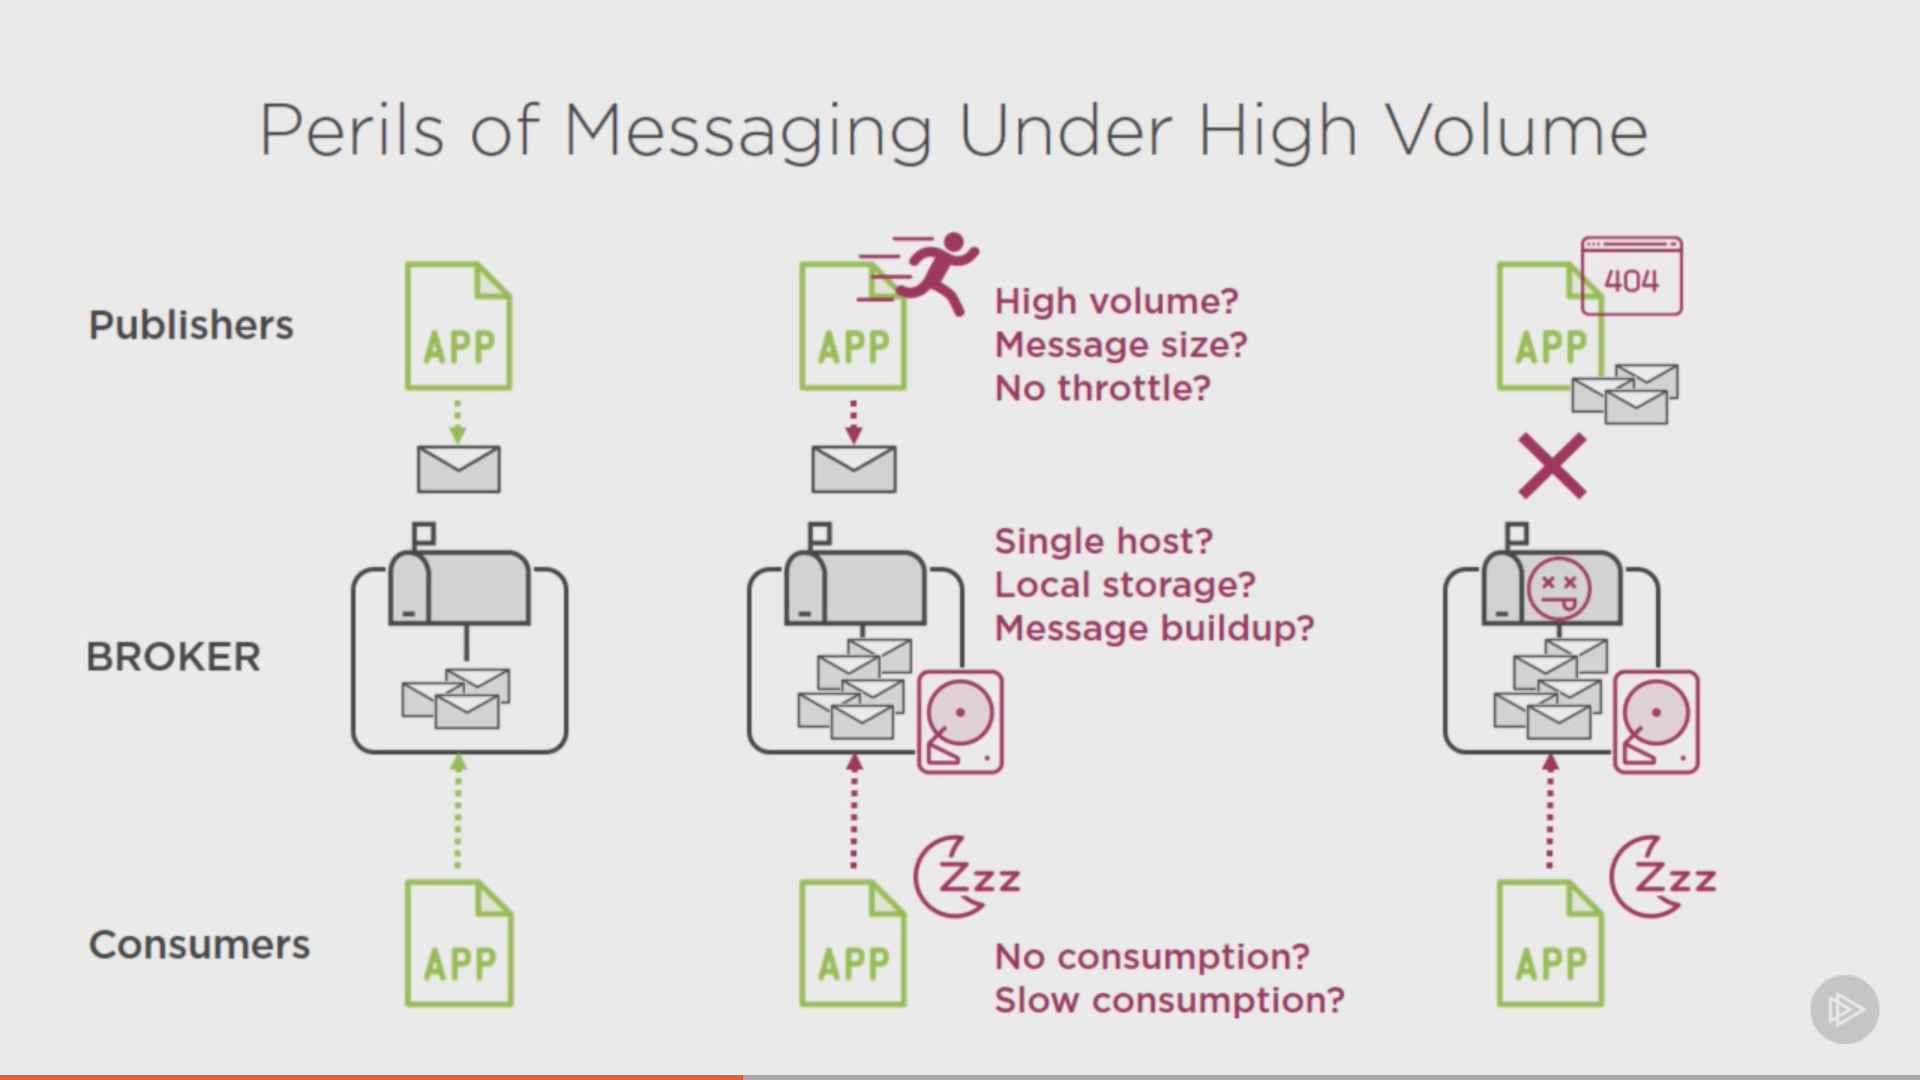 Perils of Messaging Under High Volume
Publishers
APP
APP
High volume?
Message size?
No throttle?
404
APP
BROKER
Single host?
Local storage?
Message buildup?
Consumers
APP
Zzz
APP
No consumption?
Slow consumption?
Zzz
APP